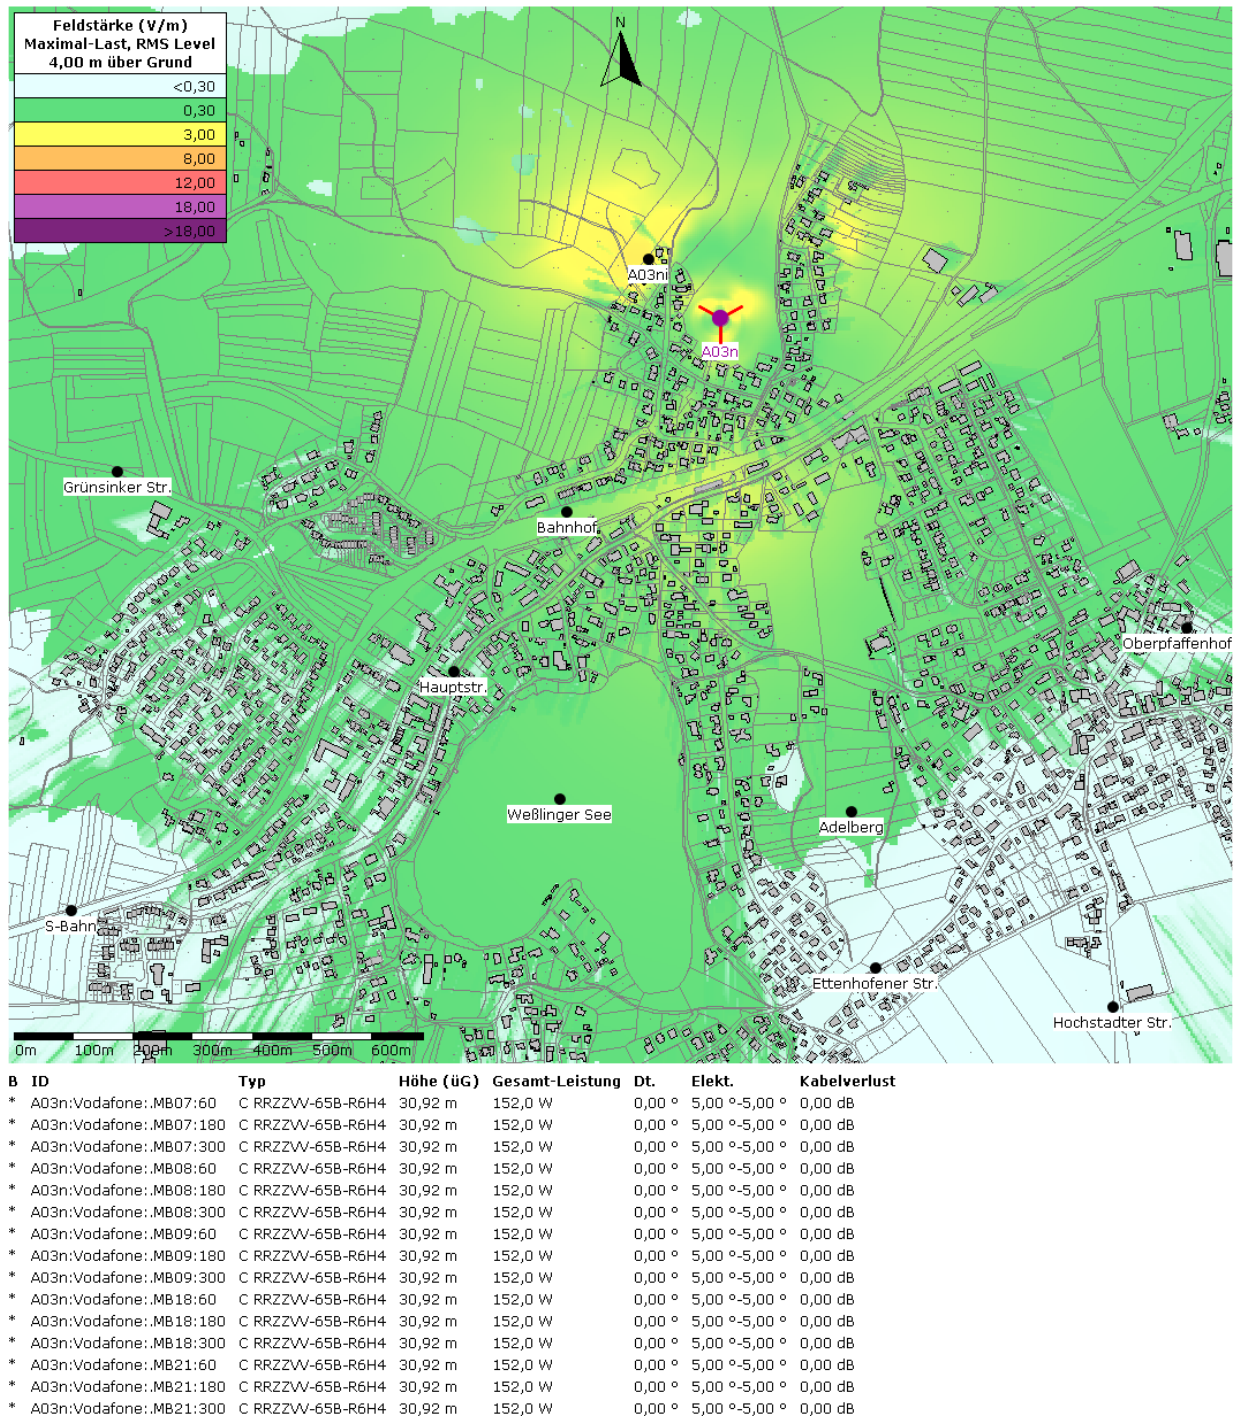 Feldstärke (V/m)
Maximal-Last, RMS Level
4,00 m über Grund
<0,30
0,30
3,00
8,00
12,00
18,00
>18,00
N
A03ni
A03n
Grünsinker Str.
Bahnhof
Oberpfaffenhof
Hauptstr.
Weßlinger See
Adelberg
S-Bahn
Ettenhofener Str.
Hochstadter Str.
0m 100m 200m 300m 400m 500m 600m
B ID Typ Höhe (üG) Gesamt-Leistung Dt. Elekt. Kabelverlust
* A03n:Vodafone:.MB07:60 C RRZZVV-65B-R6H4 30,92 m 152,0 W 0,00 ° 5,00 °-5,00 ° 0,00 dB
* A03n:Vodafone:.MB07:180 C RRZZVV-65B-R6H4 30,92 m 152,0 W 0,00 ° 5,00 °-5,00 ° 0,00 dB
* A03n:Vodafone:.MB07:300 C RRZZVV-65B-R6H4 30,92 m 152,0 W 0,00 ° 5,00 °-5,00 ° 0,00 dB
* A03n:Vodafone:.MB08:60 C RRZZVV-65B-R6H4 30,92 m 152,0 W 0,00 ° 5,00 °-5,00 ° 0,00 dB
* A03n:Vodafone:.MB08:180 C RRZZVV-65B-R6H4 30,92 m 152,0 W 0,00 ° 5,00 °-5,00 ° 0,00 dB
* A03n:Vodafone:.MB08:300 C RRZZVV-65B-R6H4 30,92 m 152,0 W 0,00 ° 5,00 °-5,00 ° 0,00 dB
* A03n:Vodafone:.MB09:60 C RRZZVV-65B-R6H4 30,92 m 152,0 W 0,00 ° 5,00 °-5,00 ° 0,00 dB
* A03n:Vodafone:.MB09:180 C RRZZVV-65B-R6H4 30,92 m 152,0 W 0,00 ° 5,00 °-5,00 ° 0,00 dB
* A03n:Vodafone:.MB09:300 C RRZZVV-65B-R6H4 30,92 m 152,0 W 0,00 ° 5,00 °-5,00 ° 0,00 dB
* A03n:Vodafone:.MB18:60 C RRZZVV-65B-R6H4 30,92 m 152,0 W 0,00 ° 5,00 °-5,00 ° 0,00 dB
* A03n:Vodafone:.MB18:180 C RRZZVV-65B-R6H4 30,92 m 152,0 W 0,00 ° 5,00 °-5,00 ° 0,00 dB
* A03n:Vodafone:.MB18:300 C RRZZVV-65B-R6H4 30,92 m 152,0 W 0,00 ° 5,00 °-5,00 ° 0,00 dB
* A03n:Vodafone:.MB21:60 C RRZZVV-65B-R6H4 30,92 m 152,0 W 0,00 ° 5,00 °-5,00 ° 0,00 dB
* A03n:Vodafone:.MB21:180 C RRZZVV-65B-R6H4 30,92 m 152,0 W 0,00 ° 5,00 °-5,00 ° 0,00 dB
* A03n:Vodafone:.MB21:300 C RRZZVV-65B-R6H4 30,92 m 152,0 W 0,00 ° 5,00 °-5,00 ° 0,00 dB